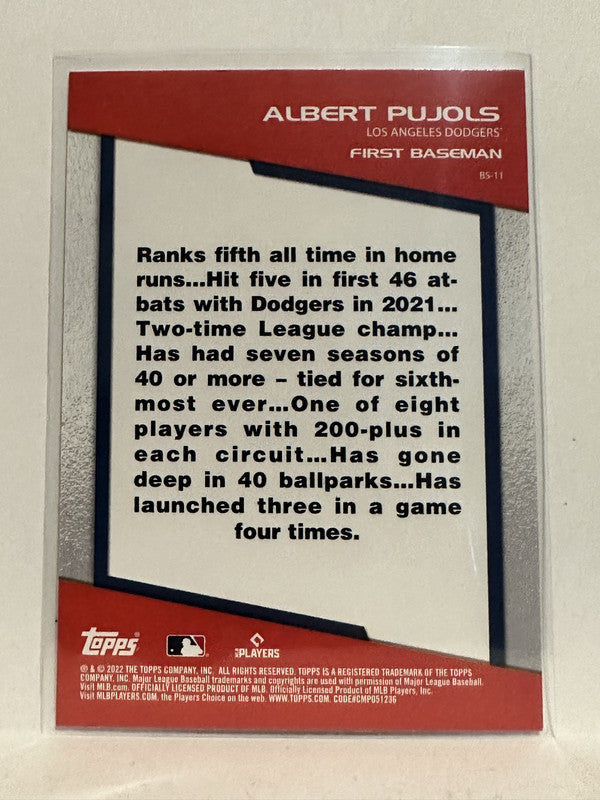 ALBERT PUJOLS
LOS ANGELES DODGERS®
FIRST BASEMAN
BS-11
Ranks fifth all time in home
runs...Hit five in first 46 at-
bats with Dodgers in 2021...
Two-time League champ...
Has had seven seasons of
40 or more – tied for sixth-
most ever...One of eight
players with 200-plus in
each circuit...Has gone
deep in 40 ballparks...Has
launched three in a game
four times.
Topps® PLAYERS
® & © 2022 THE TOPPS COMPANY, INC. ALL RIGHTS RESERVED. TOPPS IS A REGISTERED TRADEMARK OF THE TOPPS
COMPANY, INC. Major League Baseball trademarks and copyrights are used with permission of Major League Baseball.
Visit MLB.com. OFFICIALLY LICENSED PRODUCT OF MLB. Officially Licensed Product of MLB Players, Inc.
Visit MLBPLAYERS.COM, the Players Choice on the web. WWW.TOPPS.COM. CODE#CMP051236